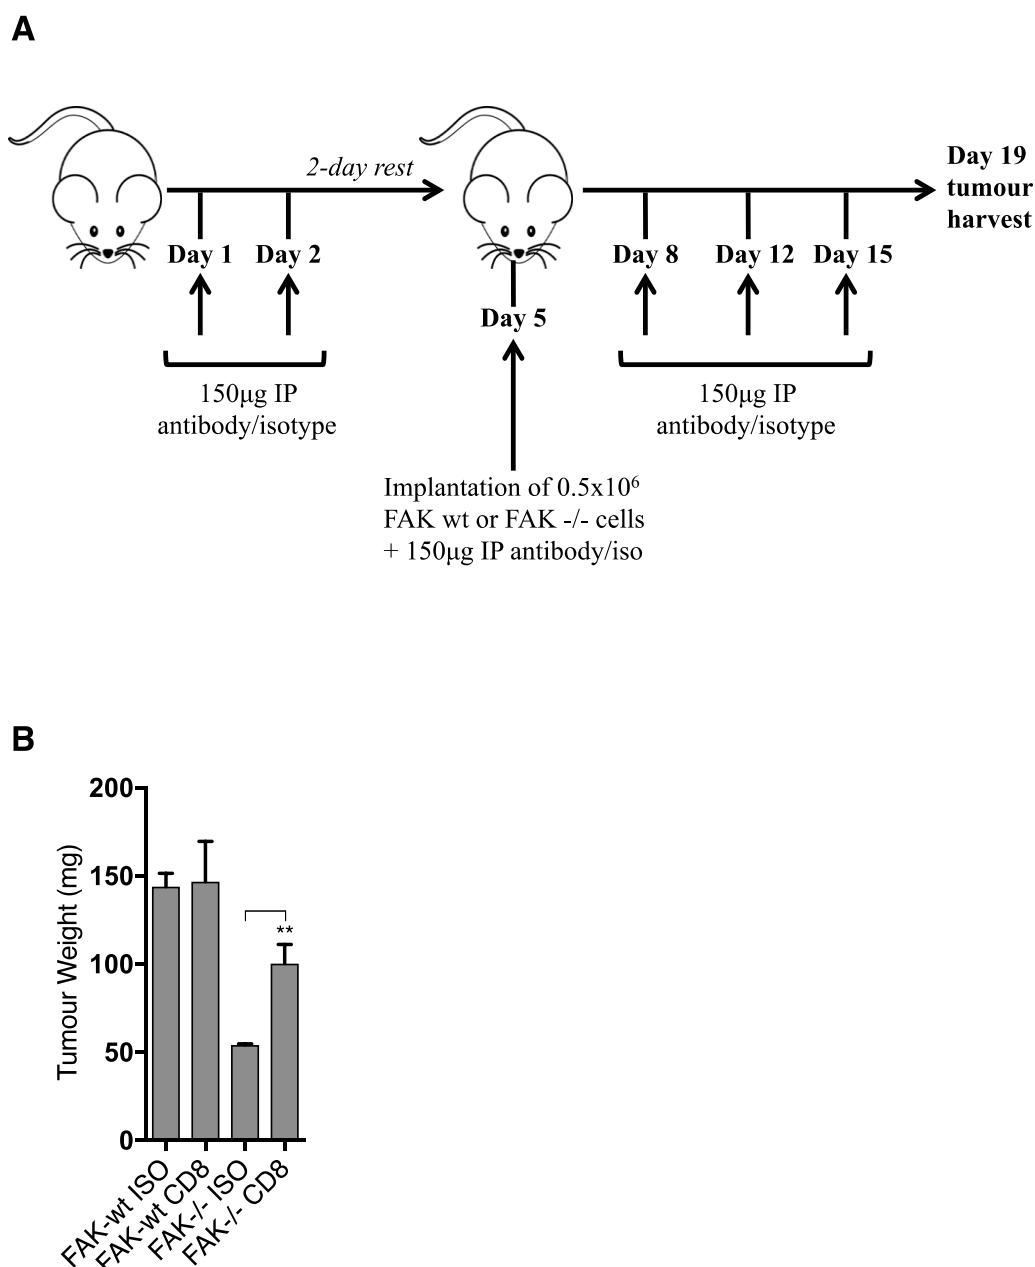 A
2-day rest
Day 19
tumour
harvest
Day 1
Day 2
Day 8
Day 12
Day 15
Day 5
150μg IP
antibody/isotype
150μg IP
antibody/isotype
Implantation of 0.5x10⁶
FAK wt or FAK -/- cells
+ 150μg IP antibody/iso
B
Tumour Weight (mg)
200
150
100
50
0
**
FAK-wt ISO
FAK-wt CD8
FAK-/- ISO
FAK-/- CD8